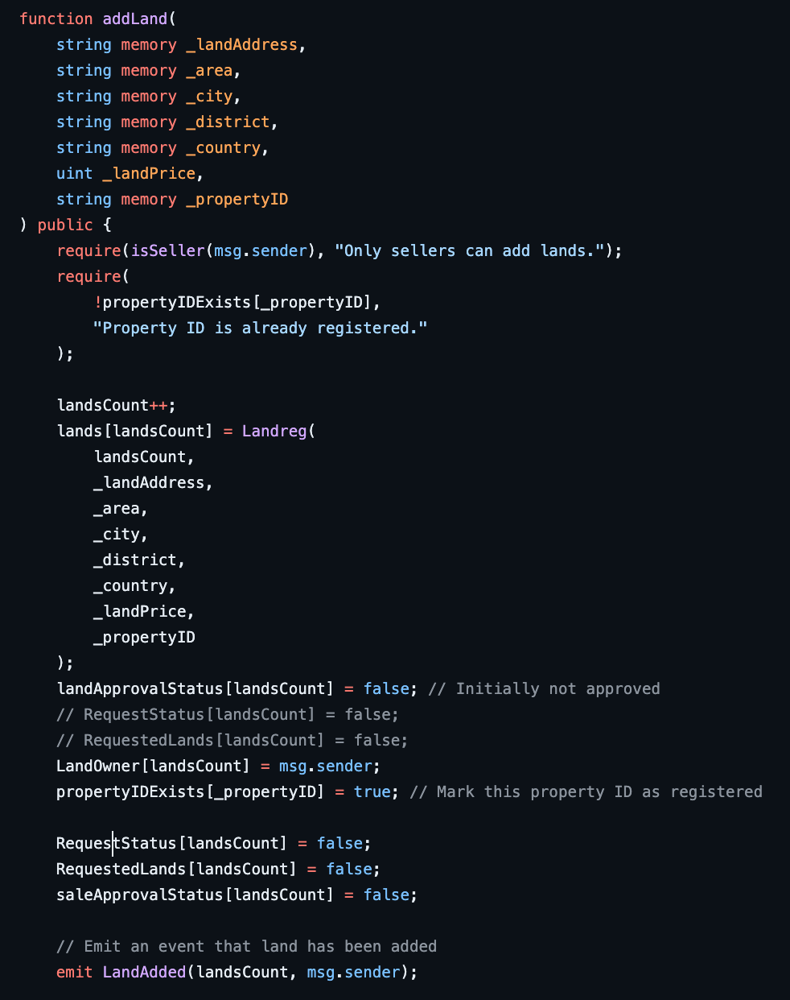 function addLand(
    string memory _landAddress,
    string memory _area,
    string memory _city,
    string memory _district,
    string memory _country,
    uint _landPrice,
    string memory _propertyID
) public {
    require(isSeller(msg.sender), "Only sellers can add lands.");
    require(
        !propertyIDExists[_propertyID],
        "Property ID is already registered."
    );

    landsCount++;
    lands[landsCount] = Landreg(
        landsCount,
        _landAddress,
        _area,
        _city,
        _district,
        _country,
        _landPrice,
        _propertyID
    );
    landApprovalStatus[landsCount] = false; // Initially not approved
    // RequestStatus[landsCount] = false;
    // RequestedLands[landsCount] = false;
    LandOwner[landsCount] = msg.sender;
    propertyIDExists[_propertyID] = true; // Mark this property ID as registered

    RequestStatus[landsCount] = false;
    RequestedLands[landsCount] = false;
    saleApprovalStatus[landsCount] = false;

    // Emit an event that land has been added
    emit LandAdded(landsCount, msg.sender);